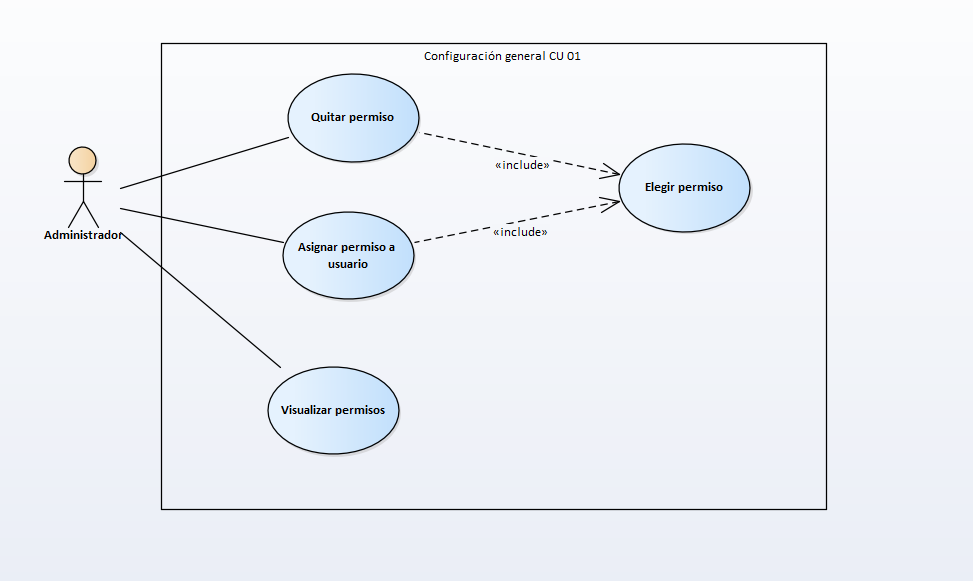 Configuración general CU 01
Quitar permiso
«include»
Elegir permiso
Administrador
«include»
Asignar permiso a
usuario
Visualizar permisos